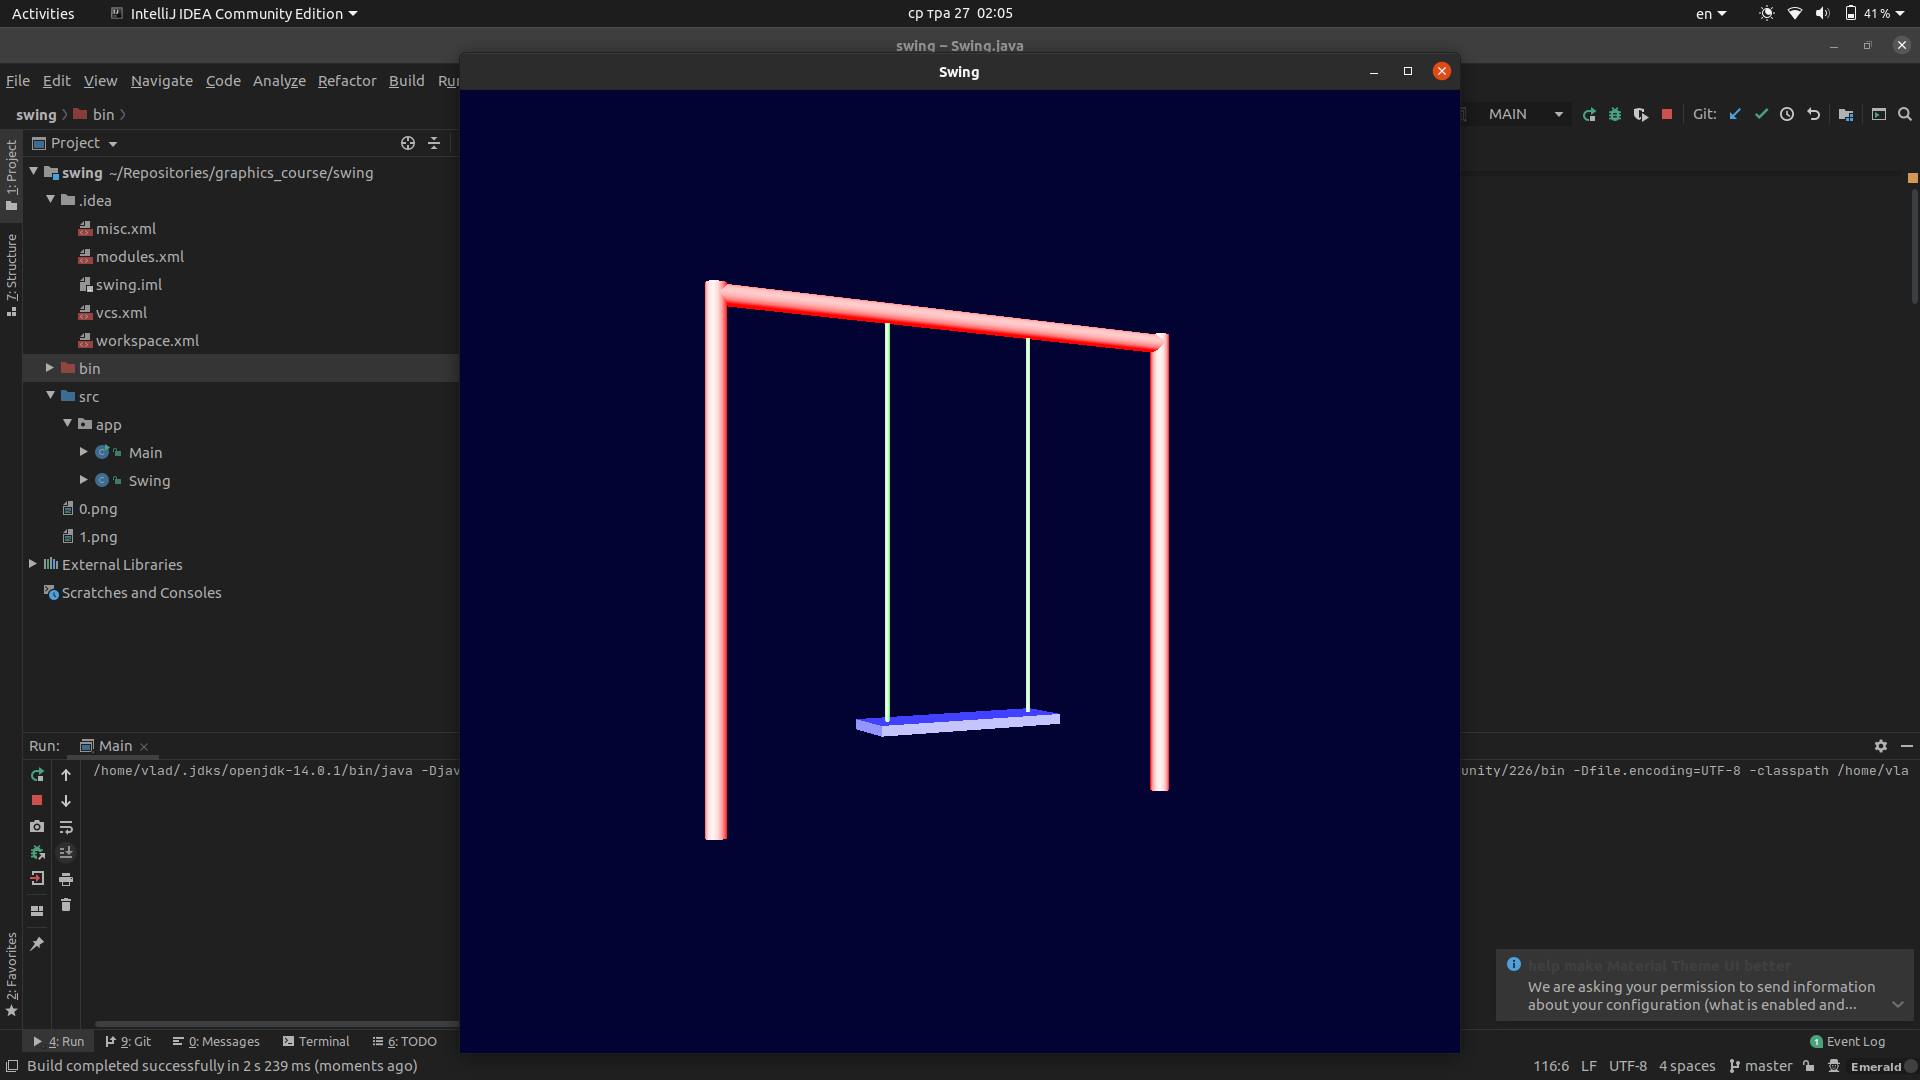 Activities IntelliJ IDEA Community Edition ср тра 27 02:05 en 41 %
swing – Swing.java
Swing
File Edit View Navigate Code Analyze Refactor Build
swing bin MAIN Git:
Project
1: Project
swing ~/Repositories/graphics_course/swing
.idea
misc.xml
modules.xml
7: Structure
swing.iml
vcs.xml
workspace.xml
bin
src
app
Main
Swing
0.png
1.png
External Libraries
Scratches and Consoles
Run: Main
/home/vlad/.jdks/openjdk-14.0.1/bin/java -Djav unity/226/bin -Dfile.encoding=UTF-8 -classpath /home/vla
2: Favorites
help make Material Theme UI better
We are asking your permission to send information
about your configuration (what is enabled and...
4: Run 9: Git 0: Messages Terminal 6: TODO 1 Event Log
Build completed successfully in 2 s 239 ms (moments ago) 116:6 LF UTF-8 4 spaces master Emerald